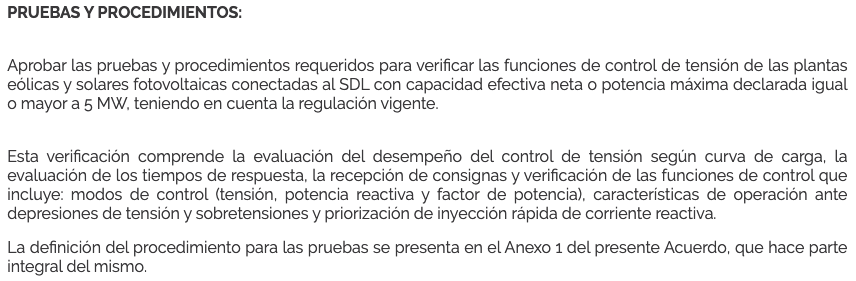 PRUEBAS Y PROCEDIMIENTOS:
Aprobar las pruebas y procedimientos requeridos para verificar las funciones de control de tensión de las plantas
eólicas y solares fotovoltaicas conectadas al SDL con capacidad efectiva neta o potencia máxima declarada igual
o mayor a 5 MW, teniendo en cuenta la regulación vigente.
Esta verificación comprende la evaluación del desempeño del control de tensión según curva de carga, la
evaluación de los tiempos de respuesta, la recepción de consignas y verificación de las funciones de control que
incluye: modos de control (tensión, potencia reactiva y factor de potencia), características de operación ante
depresiones de tensión y sobretensiones y priorización de inyección rápida de corriente reactiva.
La definición del procedimiento para las pruebas se presenta en el Anexo 1 del presente Acuerdo, que hace parte
integral del mismo.